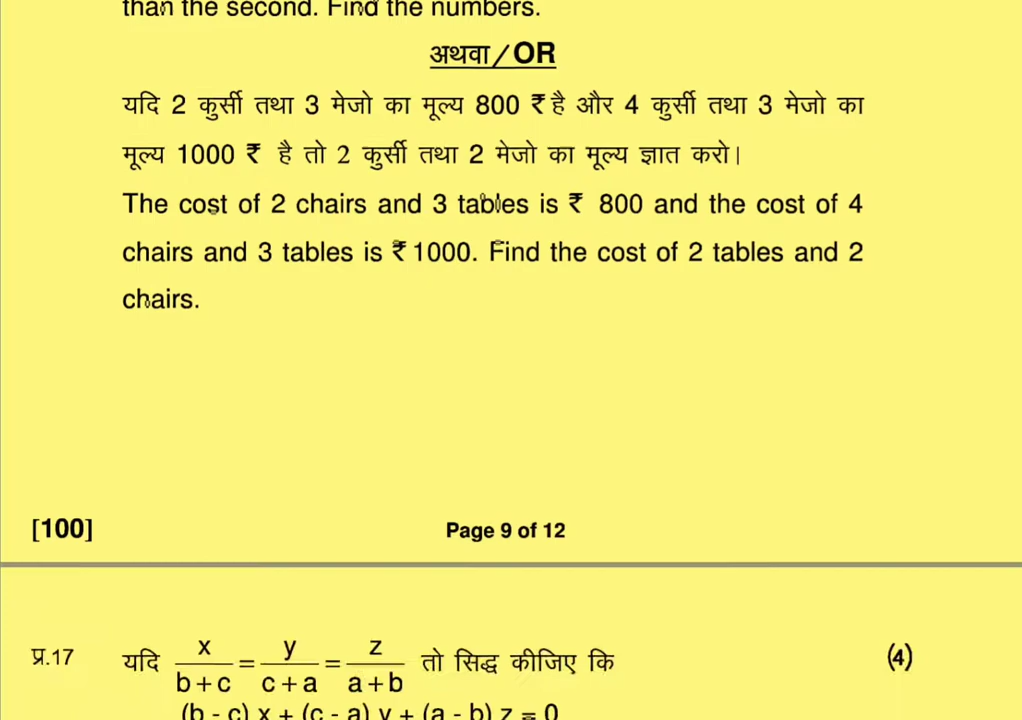 than the second. Find the numbers.
अथवा/OR
यदि 2 कुर्सी तथा 3 मेजो का मूल्य 800 ₹ है और 4 कुर्सी तथा 3 मेजो का
मूल्य 1000 ₹ है तो 2 कुर्सी तथा 2 मेजो का मूल्य ज्ञात करो।
The cost of 2 chairs and 3 tables is ₹ 800 and the cost of 4
chairs and 3 tables is ₹ 1000. Find the cost of 2 tables and 2
chairs.
[100] Page 9 of 12
प्र.17 यदि x/(b+c) = y/(c+a) = z/(a+b) तो सिद्ध कीजिए कि (4)
(b - c) x + (c - a) y + (a - b) z = 0